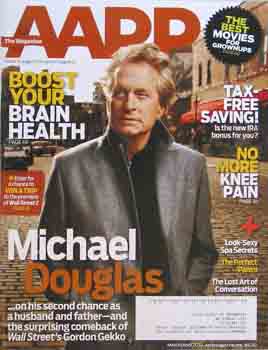 AARP
The Magazine
THE
BEST
MOVIES
FOR
GROWNUPS
BOOST
YOUR
BRAIN
HEALTH
Enter for
a chance to
WIN A TRIP
to the premiere
of Wall Street 2
TAX-
FREE
SAVING!
Is the new IRA
bonus for you?
NO
MORE
KNEE
PAIN
+
Look-Sexy
Spa Secrets
The Perfect
The Lost Art of
Conversation
Michael
Douglas
...on his second chance as
a husband and father—and
the surprising comeback of
Wall Street's Gordon Gekko